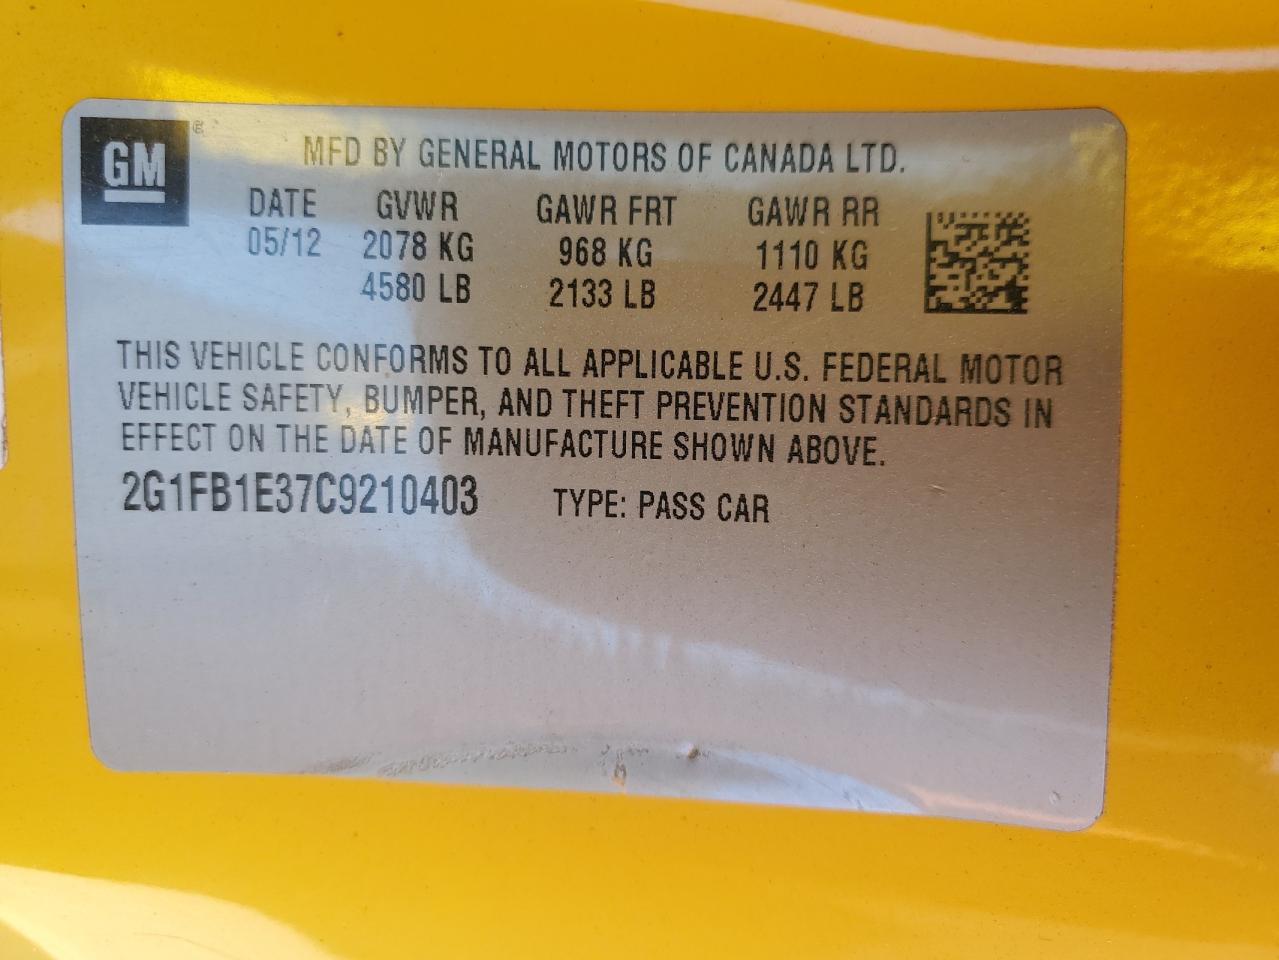 GM ®
MFD BY GENERAL MOTORS OF CANADA LTD.
DATE GVWR GAWR FRT GAWR RR
05/12 2078 KG 968 KG 1110 KG
4580 LB 2133 LB 2447 LB
THIS VEHICLE CONFORMS TO ALL APPLICABLE U.S. FEDERAL MOTOR
VEHICLE SAFETY, BUMPER, AND THEFT PREVENTION STANDARDS IN
EFFECT ON THE DATE OF MANUFACTURE SHOWN ABOVE.
2G1FB1E37C9210403 TYPE: PASS CAR